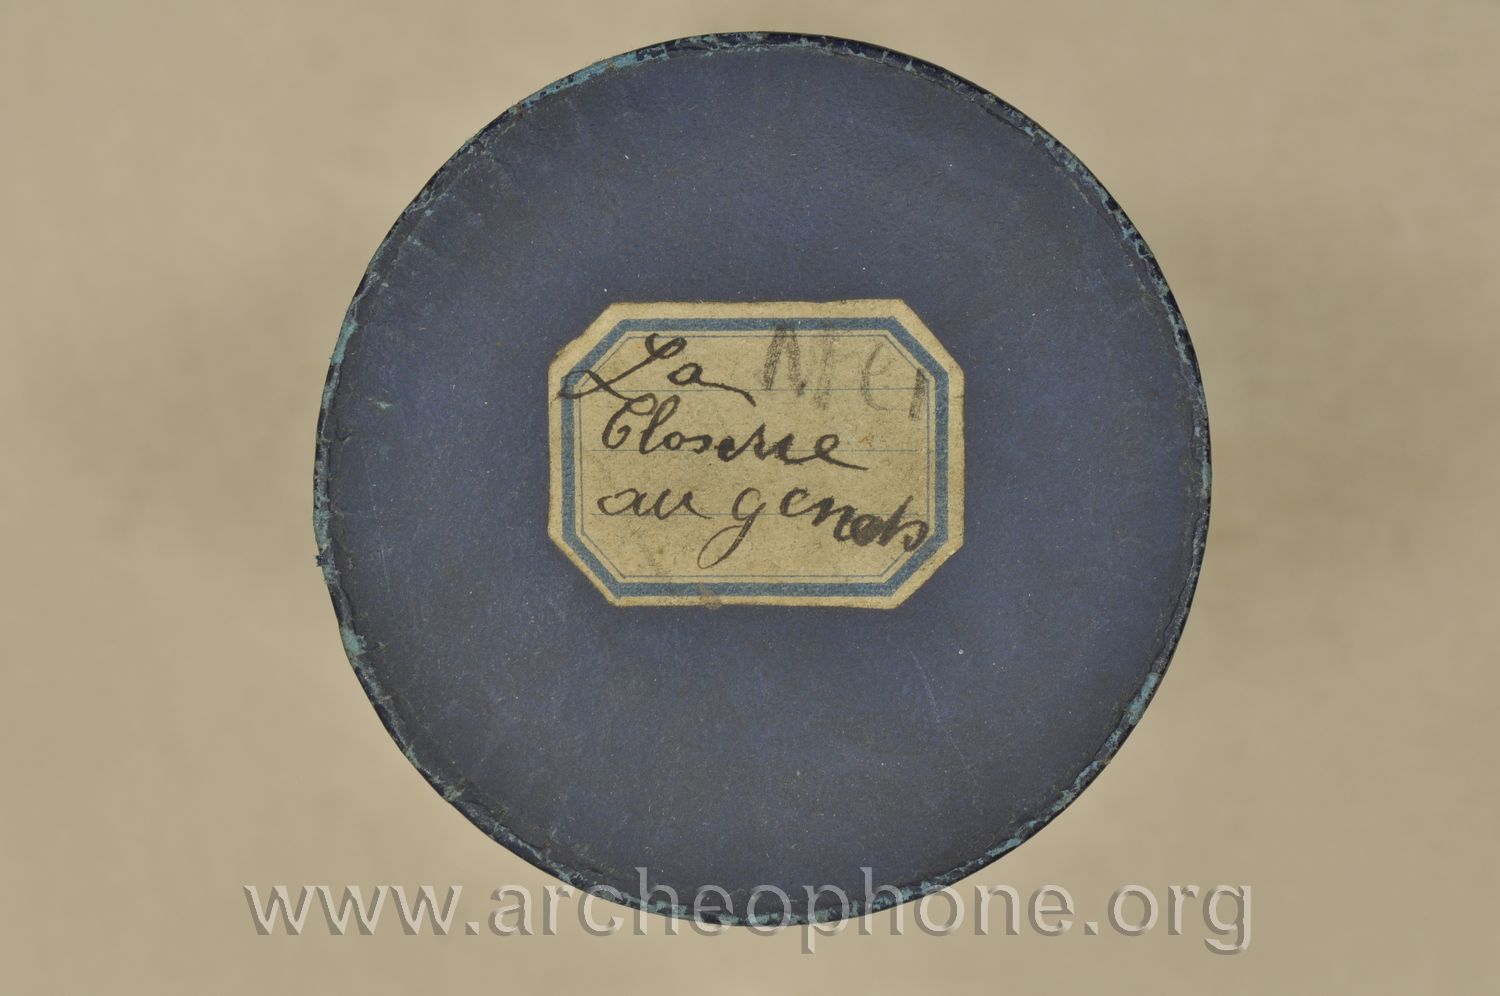 La
Closerie
au genets
www.archeophone.org